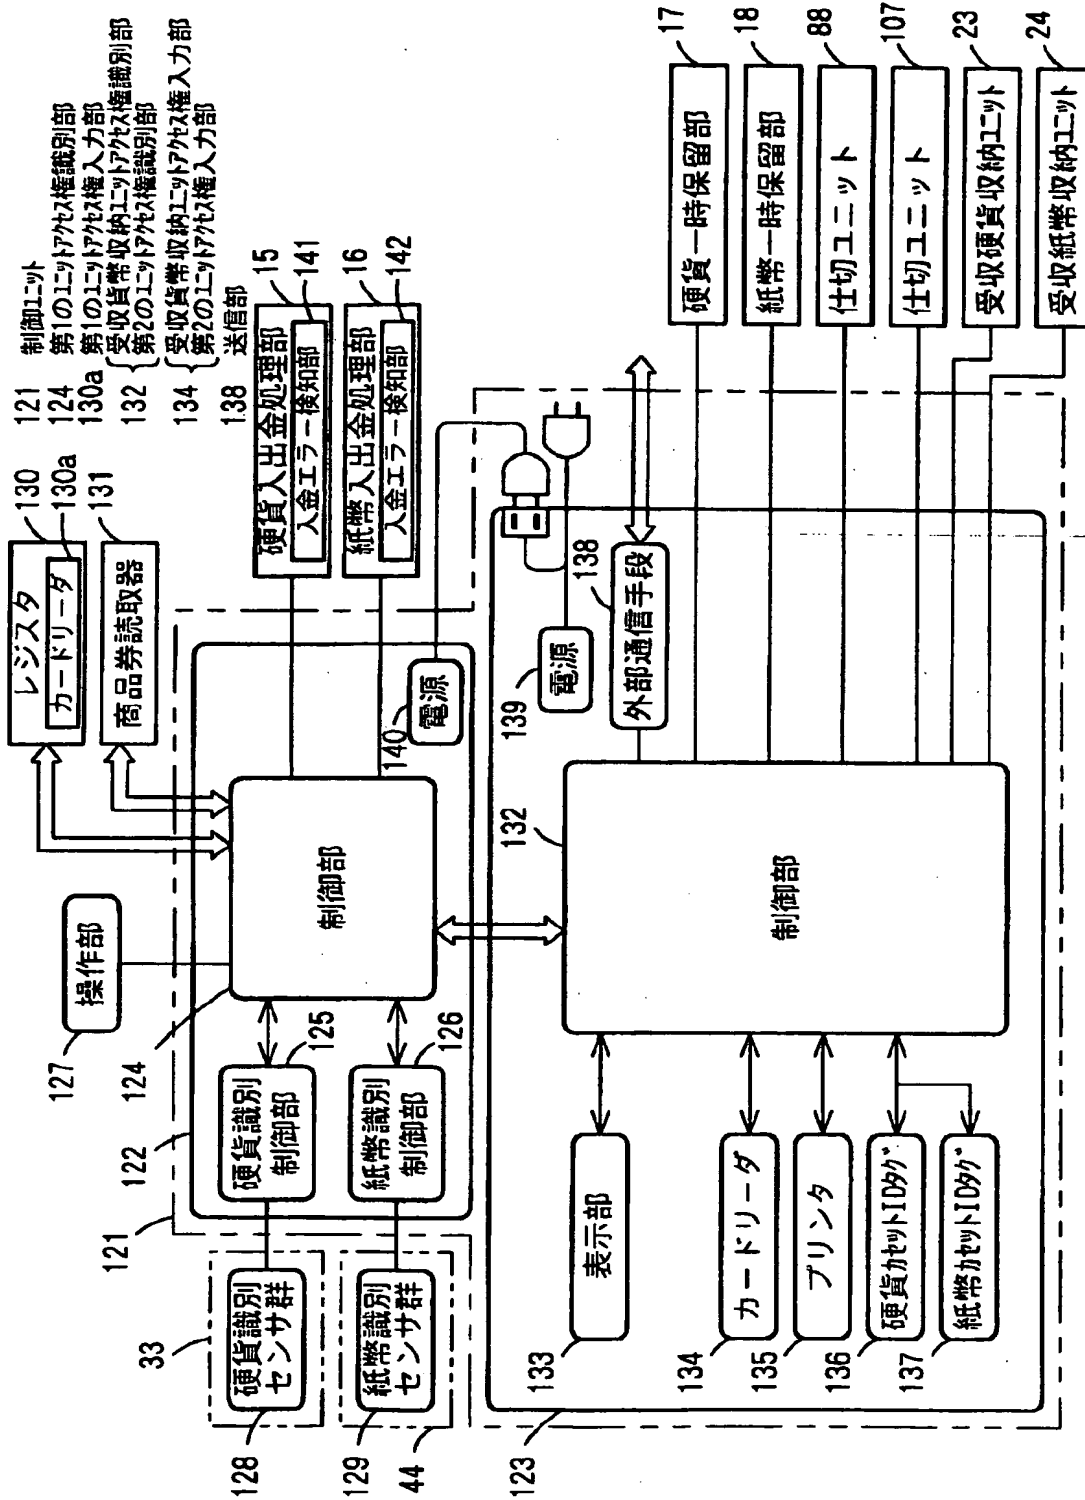 121 制御ユニット
124 第1のユニットアクセス権識別部
130a 第1のユニットアクセス権入力部
132 受収貨幣収納ユニットアクセス権識別部
第2のユニットアクセス権識別部
134 受収貨幣収納ユニットアクセス権入力部
第2のユニットアクセス権入力部
138 送信部
130
レジスタ
130a
カードリーダ
131
商品券読取器
15
硬貨入出金処理部
141
入金エラー検知部
16
紙幣入出金処理部
142
入金エラー検知部
127
操作部
124
制御部
122
121
125
硬貨識別
制御部
126
紙幣識別
制御部
140
電源
33
128
硬貨識別
センサ群
129
紙幣識別
センサ群
44
123
139
電源
138
外部通信手段
132
制御部
133
表示部
134
カードリーダ
135
プリンタ
136
硬貨カセットIDタグ
137
紙幣カセットIDタグ
17
硬貨一時保留部
18
紙幣一時保留部
88
仕切ユニット
107
仕切ユニット
23
受収硬貨収納ユニット
24
受収紙幣収納ユニット